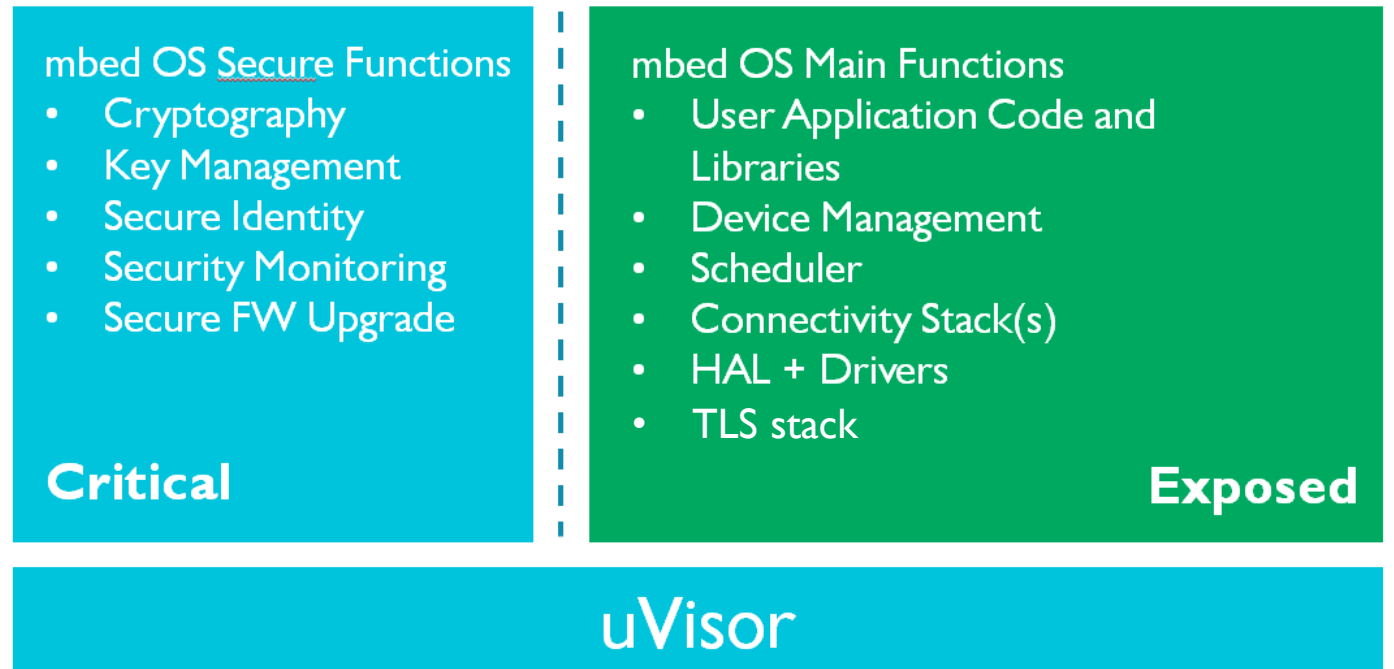 mbed OS Secure Functions
• Cryptography
• Key Management
• Secure Identity
• Security Monitoring
• Secure FW Upgrade
Critical
mbed OS Main Functions
• User Application Code and
Libraries
• Device Management
• Scheduler
• Connectivity Stack(s)
• HAL + Drivers
• TLS stack
Exposed
uVisor